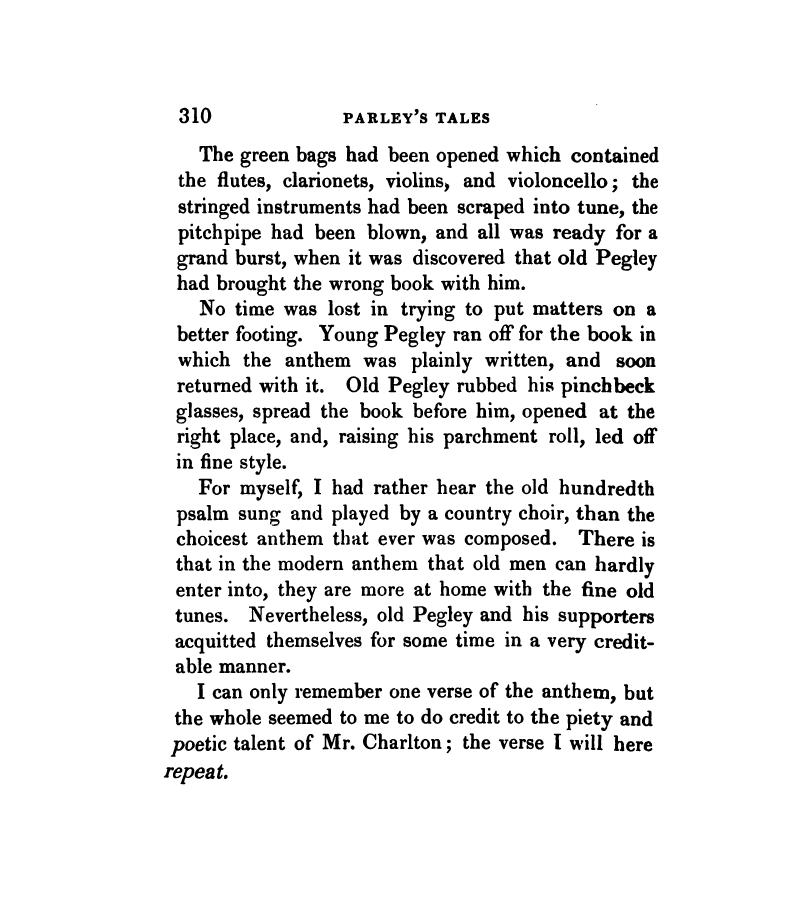 310 PARLEY'S TALES
The green bags had been opened which contained
the flutes, clarionets, violins, and violoncello; the
stringed instruments had been scraped into tune, the
pitchpipe had been blown, and all was ready for a
grand burst, when it was discovered that old Pegley
had brought the wrong book with him.
No time was lost in trying to put matters on a
better footing. Young Pegley ran off for the book in
which the anthem was plainly written, and soon
returned with it. Old Pegley rubbed his pinchbeck
glasses, spread the book before him, opened at the
right place, and, raising his parchment roll, led off
in fine style.
For myself, I had rather hear the old hundredth
psalm sung and played by a country choir, than the
choicest anthem that ever was composed. There is
that in the modern anthem that old men can hardly
enter into, they are more at home with the fine old
tunes. Nevertheless, old Pegley and his supporters
acquitted themselves for some time in a very credit-
able manner.
I can only remember one verse of the anthem, but
the whole seemed to me to do credit to the piety and
poetic talent of Mr. Charlton; the verse I will here
repeat.